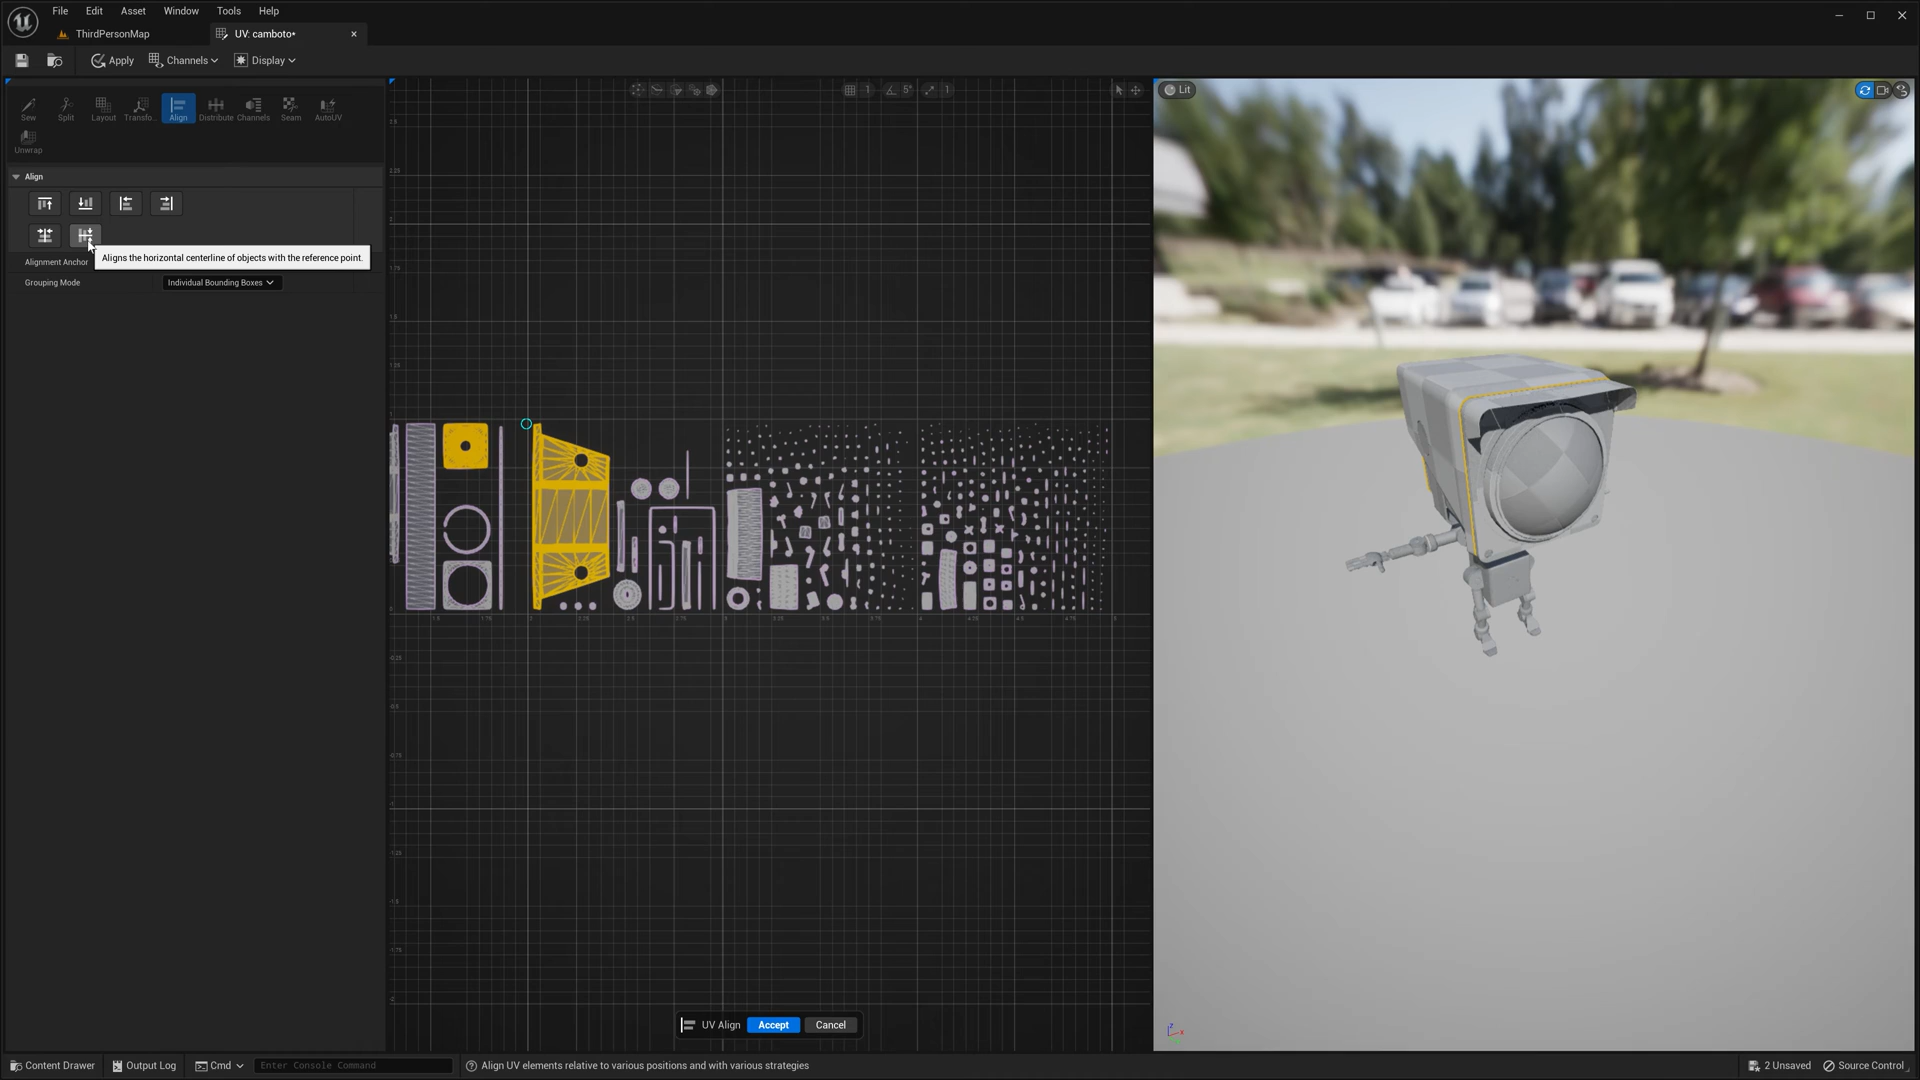 File Edit Asset Window Tools Help
ThirdPersonMap UV: camboto*
Apply Channels Display
Sew Split Layout Transfo... Align Distribute Channels Seam AutoUV
Unwrap
Align
Aligns the horizontal centerline of objects with the reference point.
Alignment Anchor
Grouping Mode Individual Bounding Boxes
1 5° 1
Lit
UV Align Accept Cancel
Content Drawer Output Log Cmd Enter Console Command Align UV elements relative to various positions and with various strategies 2 Unsaved Source Control